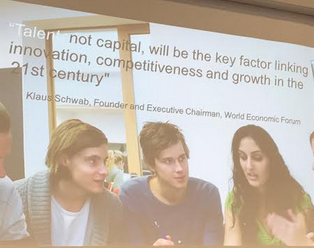 "Talent, not capital, will be the key factor linking
innovation, competitiveness and growth in the
21st century"
Klaus Schwab, Founder and Executive Chairman, World Economic Forum